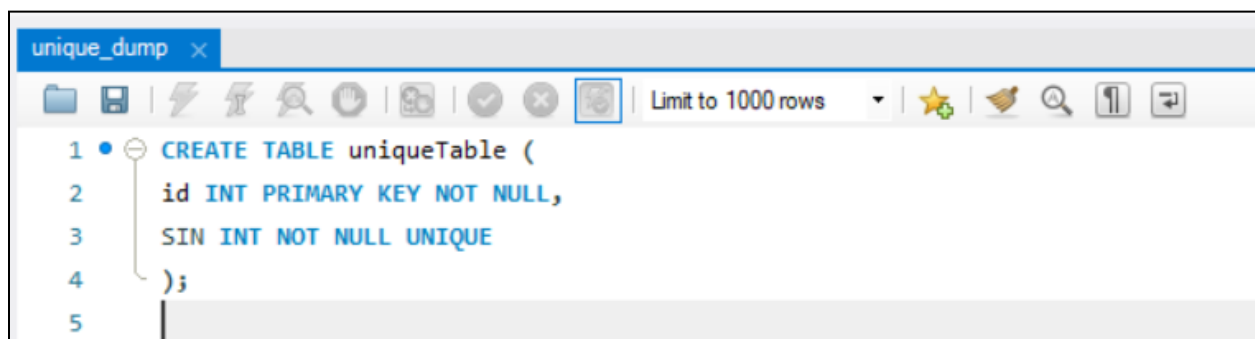 unique_dump
Limit to 1000 rows
1 CREATE TABLE uniqueTable (
2 id INT PRIMARY KEY NOT NULL,
3 SIN INT NOT NULL UNIQUE
4 );
5